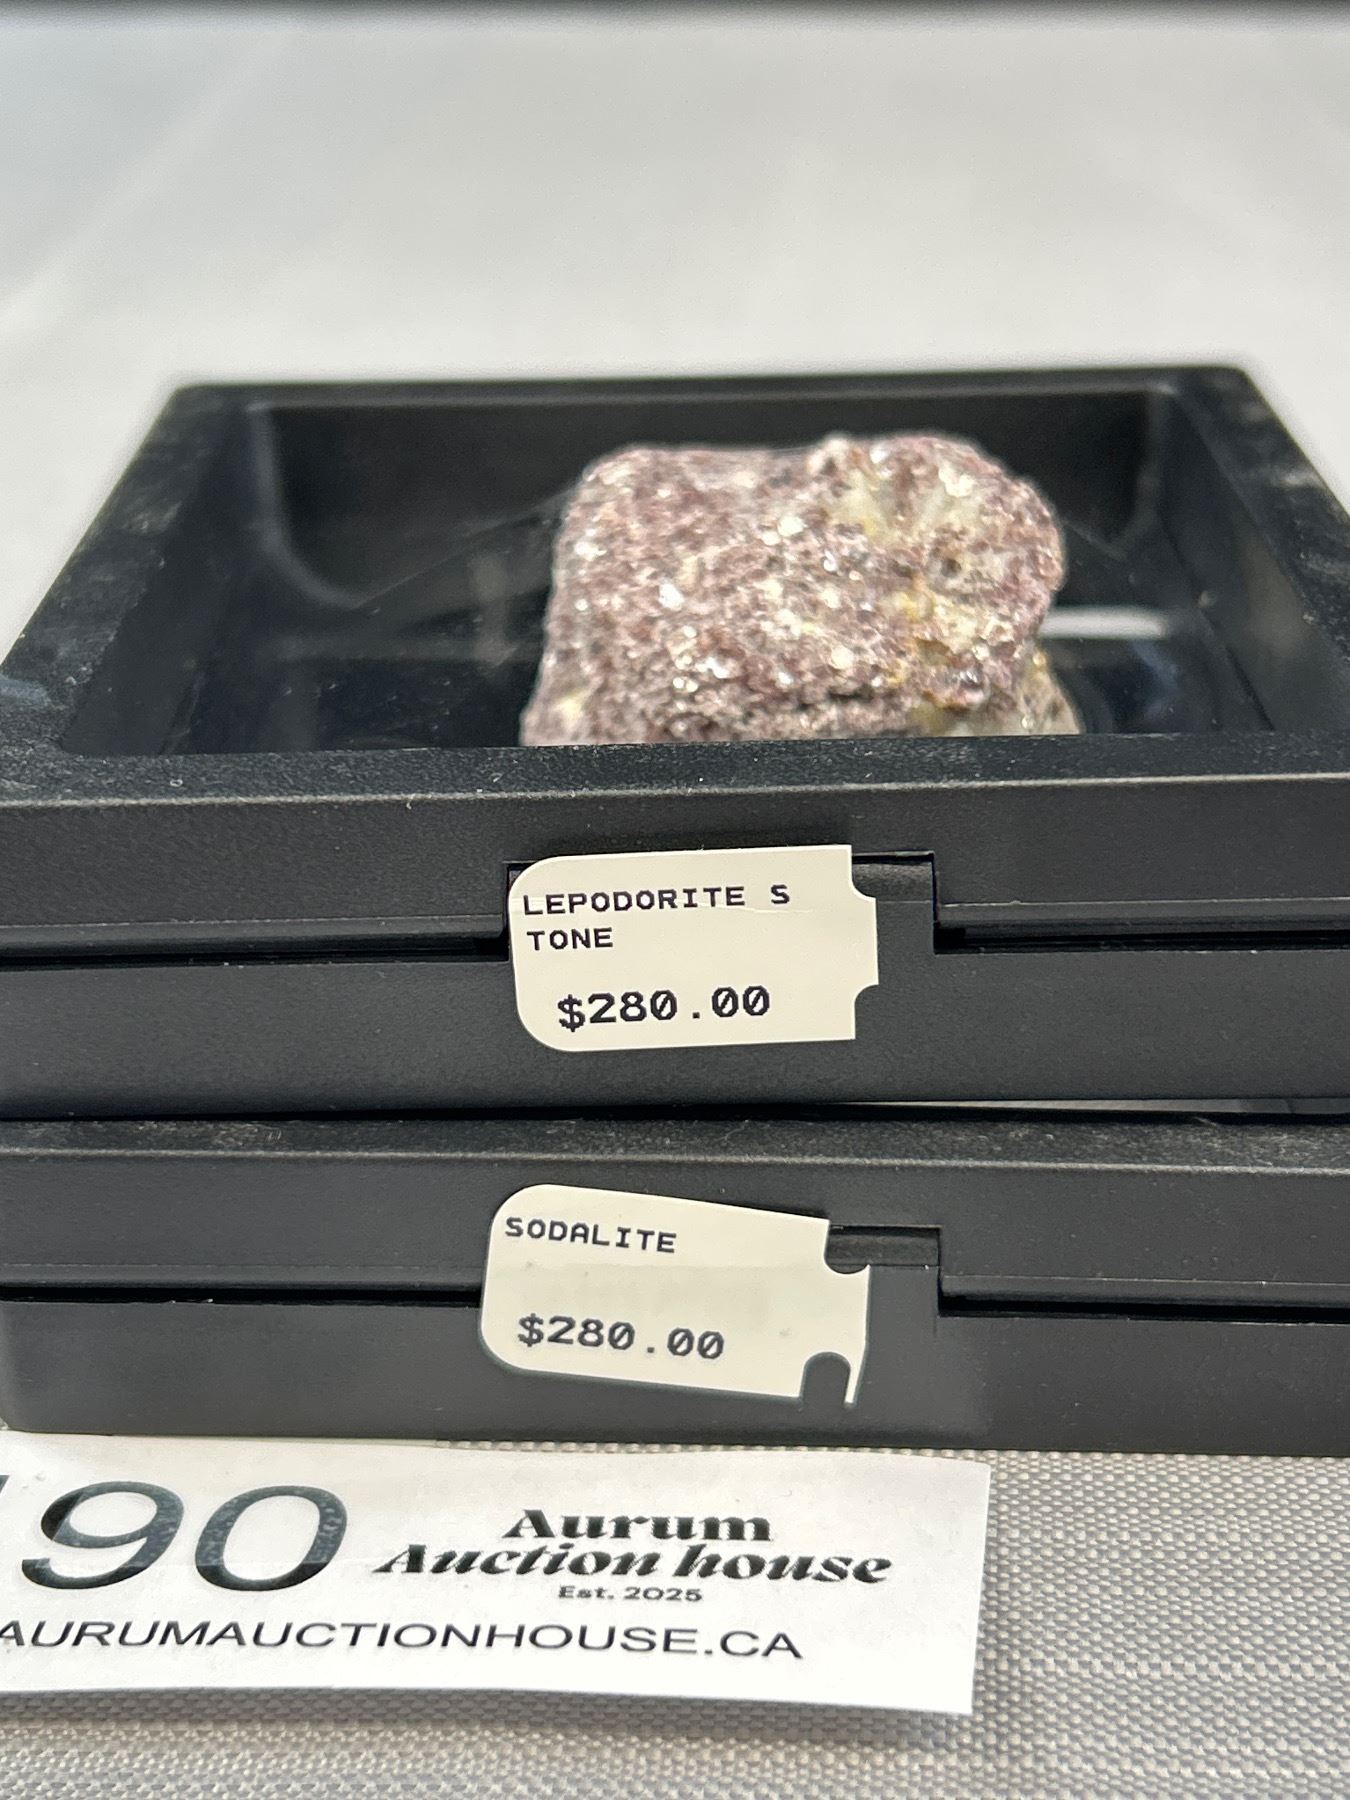 LEPODORITE S
TONE
$280.00
SODALITE
$280.00
90
Aurum
Auction house
Est. 2025
AURUMAUCTIONHOUSE.CA